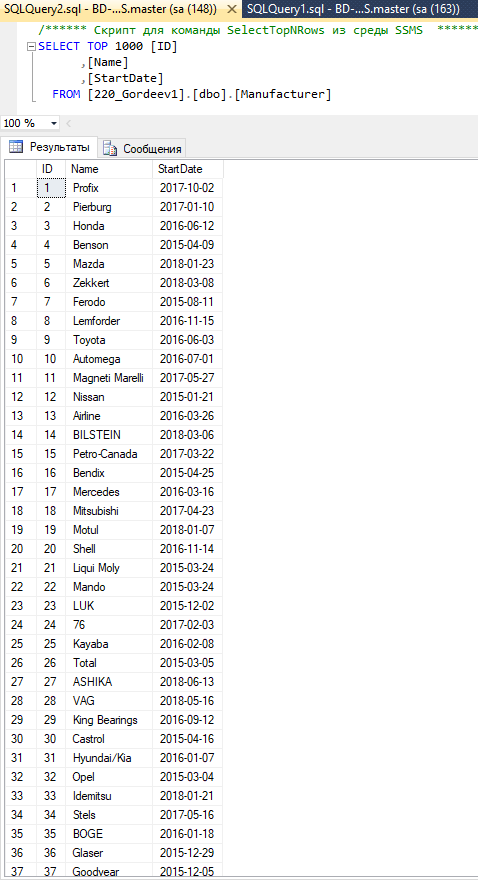 SQLQuery2.sql - BD-...S.master (sa (148)) SQLQuery1.sql - BD-...S.master (sa (163))
/****** Скрипт для команды SelectTopNRows из среды SSMS *******
SELECT TOP 1000 [ID]
,[Name]
,[StartDate]
FROM [220_Gordeev1].[dbo].[Manufacturer]
100 %
Результаты Сообщения
ID Name StartDate
1 1 Profix 2017-10-02
2 2 Pierburg 2017-01-10
3 3 Honda 2016-06-12
4 4 Benson 2015-04-09
5 5 Mazda 2018-01-23
6 6 Zekkert 2018-03-08
7 7 Ferodo 2015-08-11
8 8 Lemforder 2016-11-15
9 9 Toyota 2016-06-03
10 10 Automega 2016-07-01
11 11 Magneti Marelli 2017-05-27
12 12 Nissan 2015-01-21
13 13 Airline 2016-03-26
14 14 BILSTEIN 2018-03-06
15 15 Petro-Canada 2017-03-22
16 16 Bendix 2015-04-25
17 17 Mercedes 2016-03-16
18 18 Mitsubishi 2017-04-23
19 19 Motul 2018-01-07
20 20 Shell 2016-11-14
21 21 Liqui Moly 2015-03-24
22 22 Mando 2015-03-24
23 23 LUK 2015-12-02
24 24 76 2017-02-03
25 25 Kayaba 2016-02-08
26 26 Total 2015-03-05
27 27 ASHIKA 2018-06-13
28 28 VAG 2018-05-16
29 29 King Bearings 2016-09-12
30 30 Castrol 2015-04-16
31 31 Hyundai/Kia 2016-01-07
32 32 Opel 2015-03-04
33 33 Idemitsu 2018-01-21
34 34 Stels 2017-05-16
35 35 BOGE 2016-01-18
36 36 Glaser 2015-12-29
37 37 Goodyear 2015-12-05